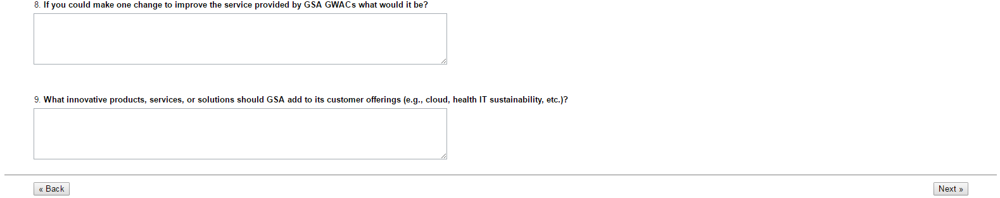 8. If you could make one change to improve the service provided by GSA GWACs what would it be?
9. What innovative products, services, or solutions should GSA add to its customer offerings (e.g., cloud, health IT sustainability, etc.)?
« Back
Next »